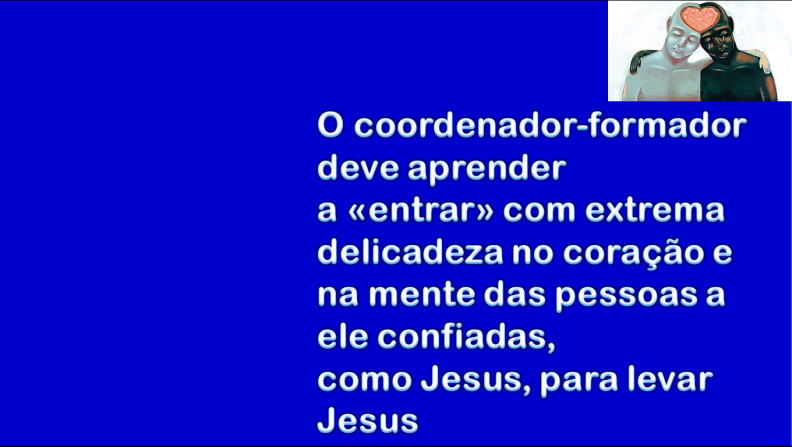 O coordenador-formador
deve aprender
a «entrar» com extrema
delicadeza no coração e
na mente das pessoas a
ele confiadas,
como Jesus, para levar
Jesus